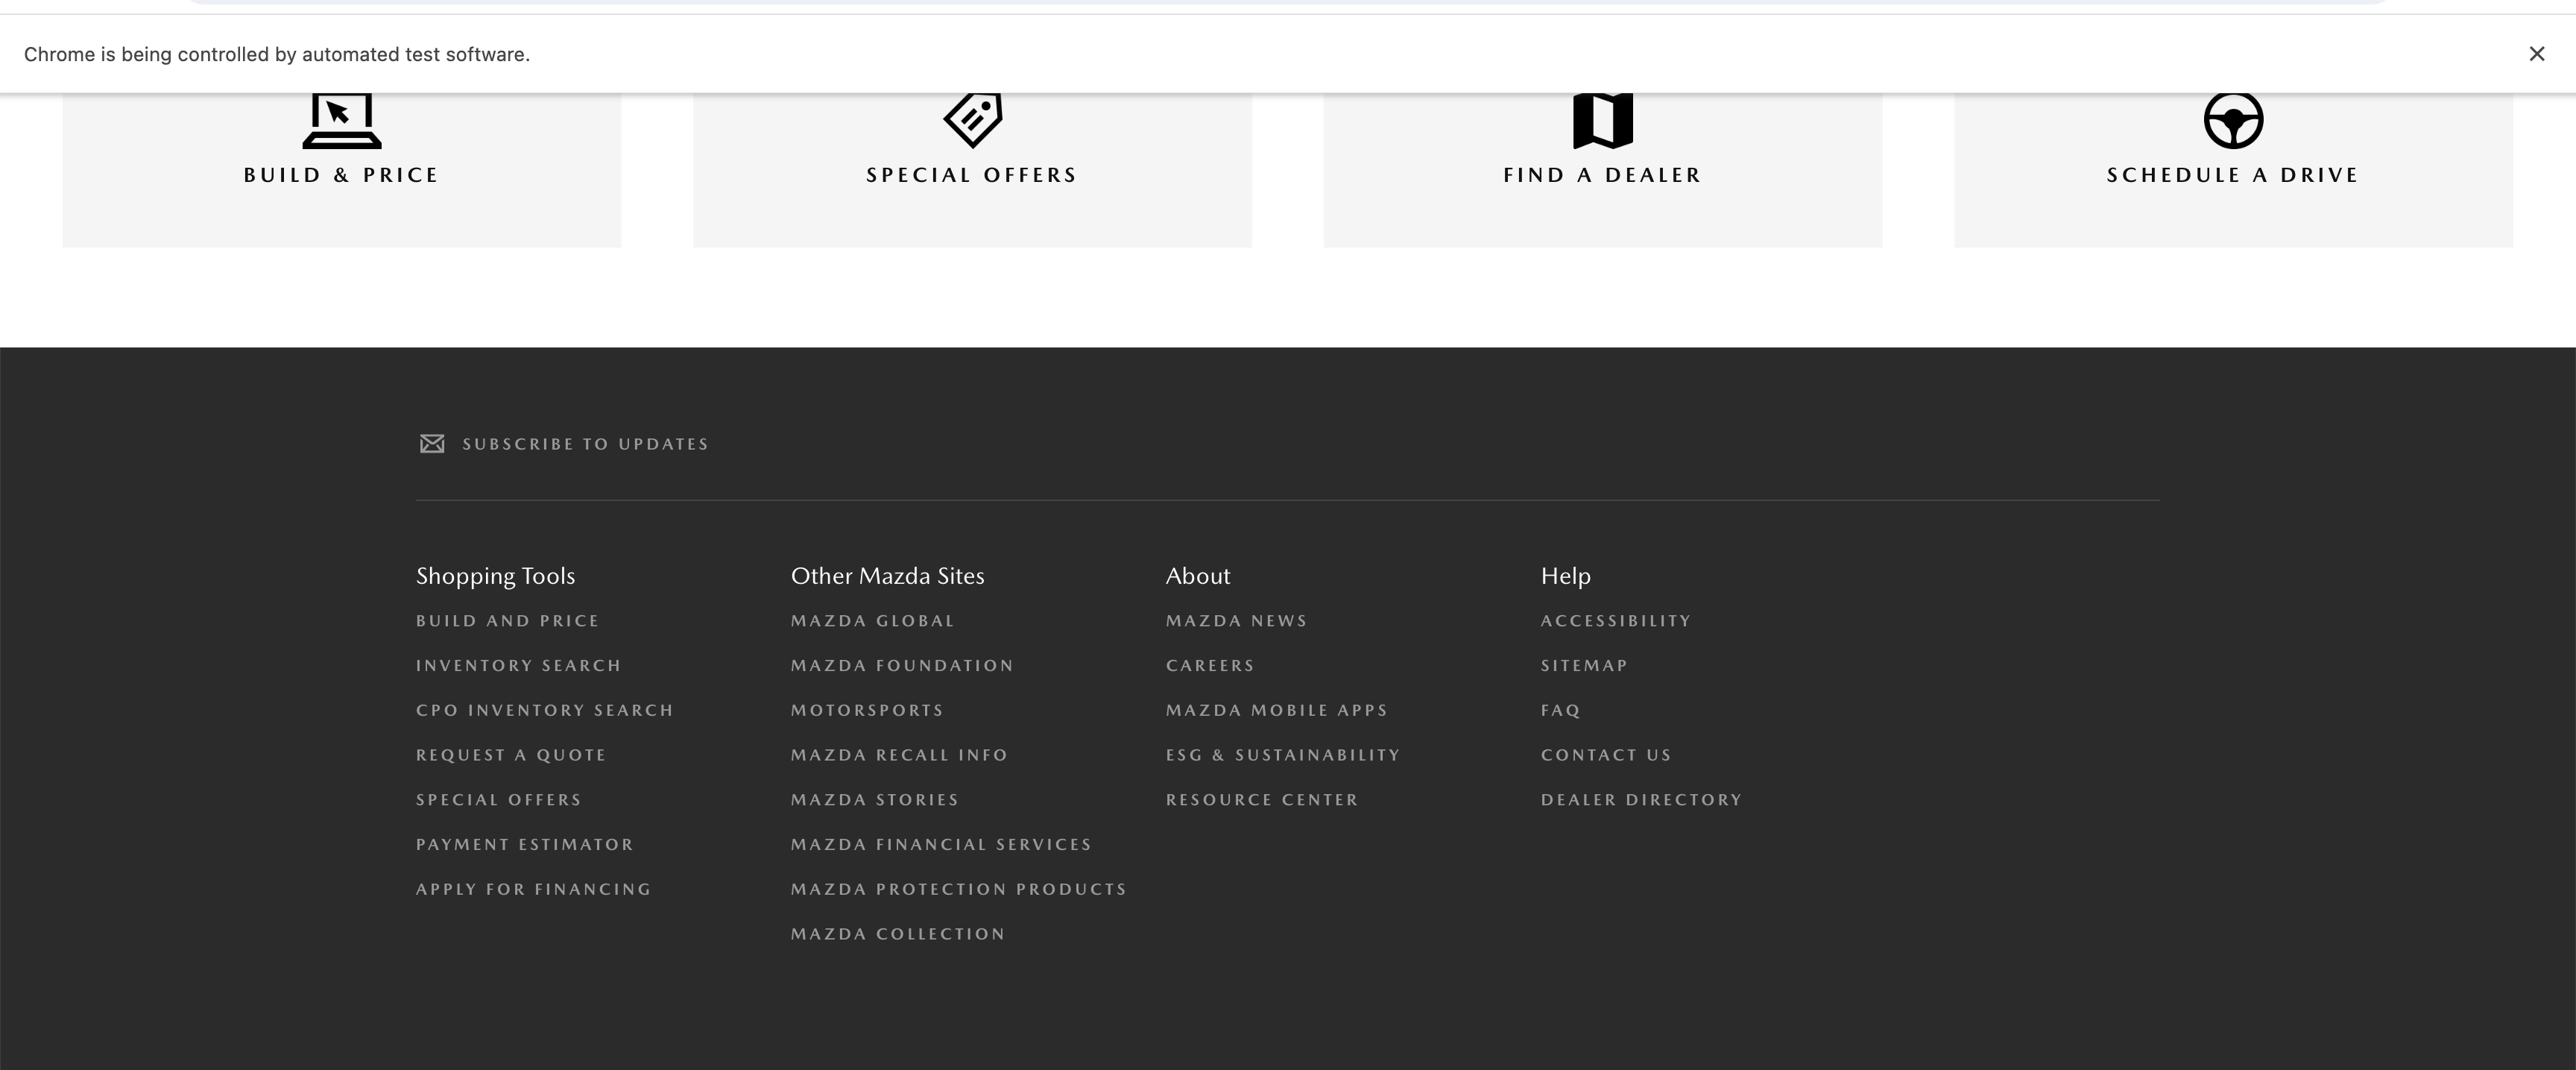 Chrome is being controlled by automated test software.
BUILD & PRICE
SPECIAL OFFERS
FIND A DEALER
SCHEDULE A DRIVE
SUBSCRIBE TO UPDATES
Shopping Tools
BUILD AND PRICE
INVENTORY SEARCH
CPO INVENTORY SEARCH
REQUEST A QUOTE
SPECIAL OFFERS
PAYMENT ESTIMATOR
APPLY FOR FINANCING
Other Mazda Sites
MAZDA GLOBAL
MAZDA FOUNDATION
MOTORSPORTS
MAZDA RECALL INFO
MAZDA STORIES
MAZDA FINANCIAL SERVICES
MAZDA PROTECTION PRODUCTS
MAZDA COLLECTION
About
MAZDA NEWS
CAREERS
MAZDA MOBILE APPS
ESG & SUSTAINABILITY
RESOURCE CENTER
Help
ACCESSIBILITY
SITEMAP
FAQ
CONTACT US
DEALER DIRECTORY